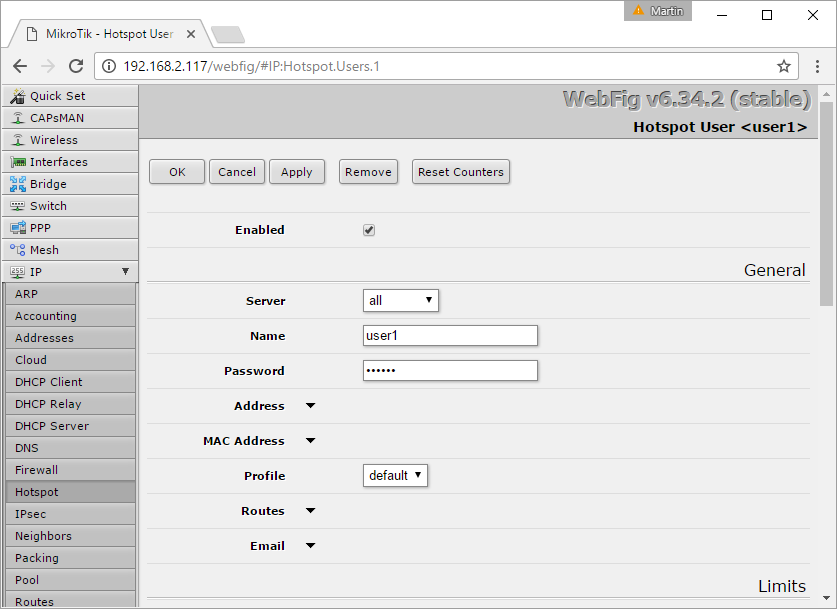 Martin
MikroTik - Hotspot User
192.168.2.117/webfig/#IP:Hotspot.Users.1
Quick Set
CAPsMAN
Wireless
Interfaces
Bridge
Switch
PPP
Mesh
IP
ARP
Accounting
Addresses
Cloud
DHCP Client
DHCP Relay
DHCP Server
DNS
Firewall
Hotspot
IPsec
Neighbors
Packing
Pool
Routes
WebFig v6.34.2 (stable)
Hotspot User <user1>
OK Cancel Apply Remove Reset Counters
Enabled
General
Server all
Name user1
Password ••••••
Address
MAC Address
Profile default
Routes
Email
Limits